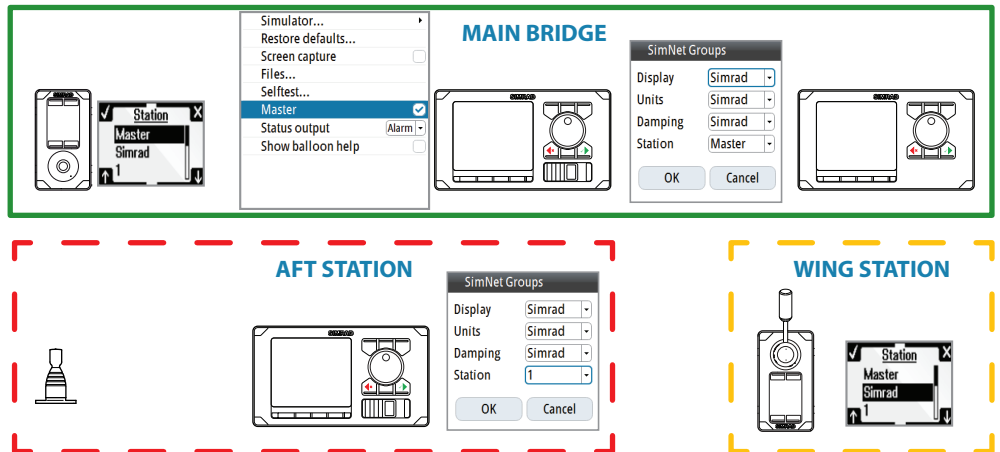 MAIN BRIDGE
SIMRAD
Station
Master
Simrad
1
Simulator...
Restore defaults...
Screen capture
Files...
Selftest...
Master
Status output Alarm
Show balloon help
SIMRAD
SimNet Groups
Display Simrad
Units Simrad
Damping Simrad
Station Master
OK Cancel
SIMRAD
AFT STATION
SIMRAD
SimNet Groups
Display Simrad
Units Simrad
Damping Simrad
Station 1
OK Cancel
WING STATION
SIMRAD
Station
Master
Simrad
1